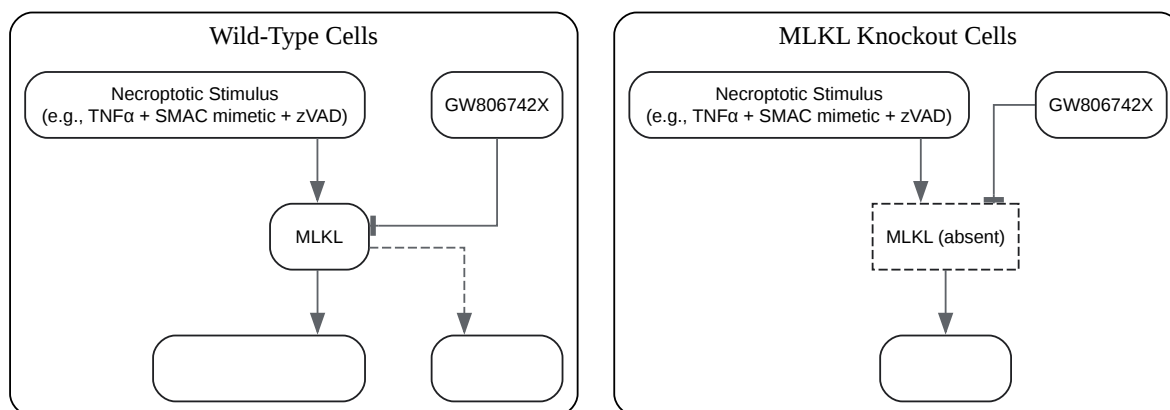 Wild-Type Cells
Necroptotic Stimulus
(e.g., TNFα + SMAC mimetic + zVAD)
GW806742X
MLKL
MLKL Knockout Cells
Necroptotic Stimulus
(e.g., TNFα + SMAC mimetic + zVAD)
GW806742X
MLKL (absent)